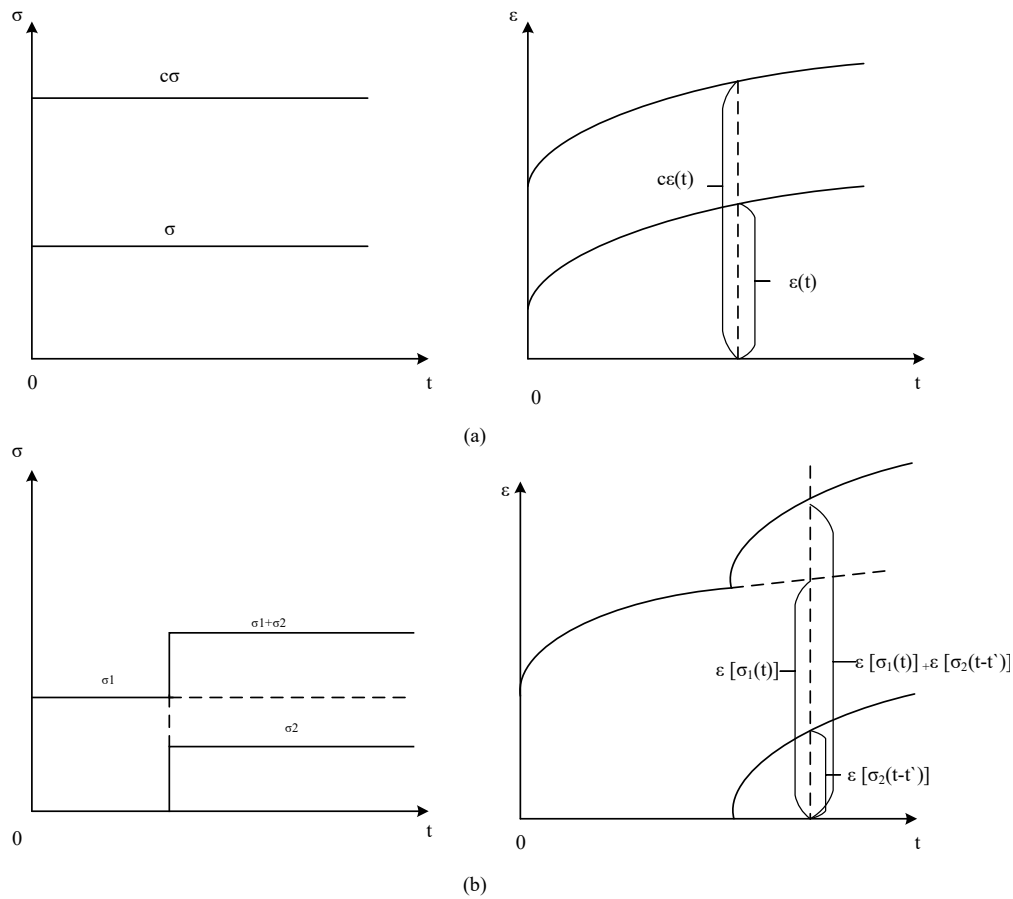 σ
cσ
σ
0
t
ε
cε(t)
ε(t)
0
t
(a)
σ
σ1+σ2
σ1
σ2
0
t
ε
ε [σ₁(t)]
ε [σ₁(t)] +ε [σ₂(t-t`)]
ε [σ₂(t-t`)]
0
t
(b)